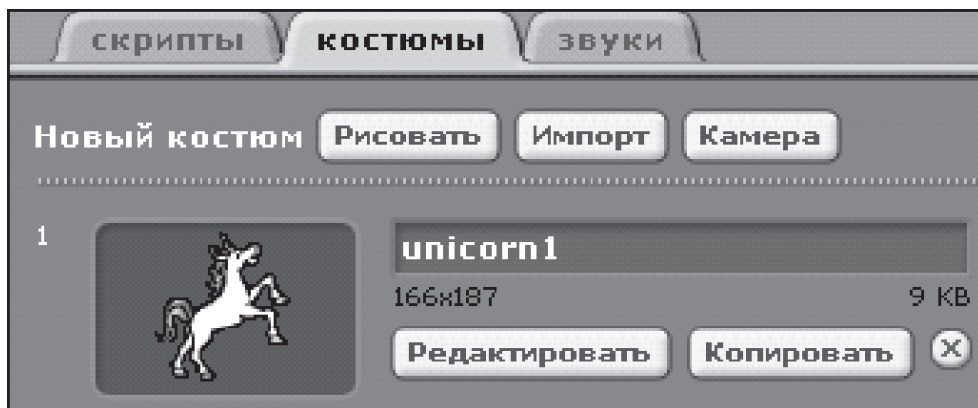 скрипты костюмы звуки
Новый костюм Рисовать Импорт Камера
1 unicorn1
166x187 9 KB
Редактировать Копировать